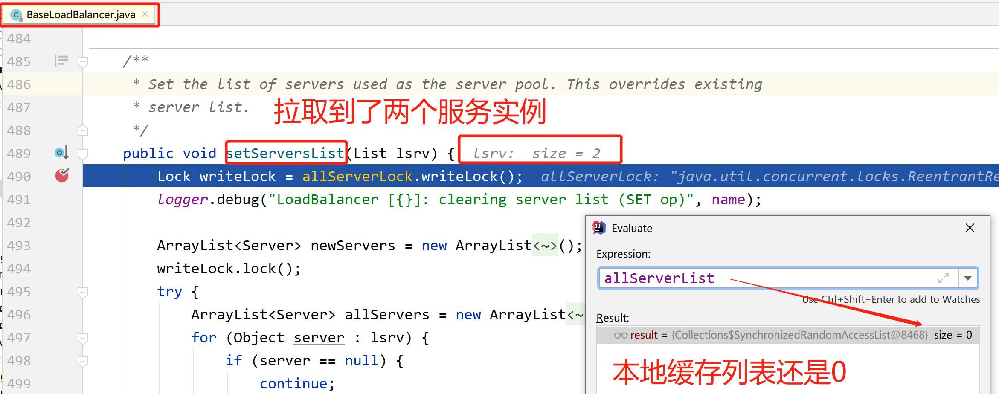 BaseLoadBalancer.java
484
485 /**
486 * Set the list of servers used as the server pool. This overrides existing
487 * server list.
拉取到了两个服务实例
488 */
489 public void setServersList(List lsrv) { lsrv: size = 2
490 Lock writeLock = allServerLock.writeLock(); allServerLock: "java.util.concurrent.locks.ReentrantRe
491 logger.debug("LoadBalancer [{}]: clearing server list (SET op)", name);
492
493 ArrayList<Server> newServers = new ArrayList<~>();
494 writeLock.lock();
495 try {
496 ArrayList<Server> allServers = new ArrayList<~
497 for (Object server : lsrv) {
498 if (server == null) {
499 continue;
Evaluate
Expression:
allServerList
Use Ctrl+Shift+Enter to add to Watches
Result:
result = {Collections$SynchronizedRandomAccessList@8468} size = 0
本地缓存列表还是0